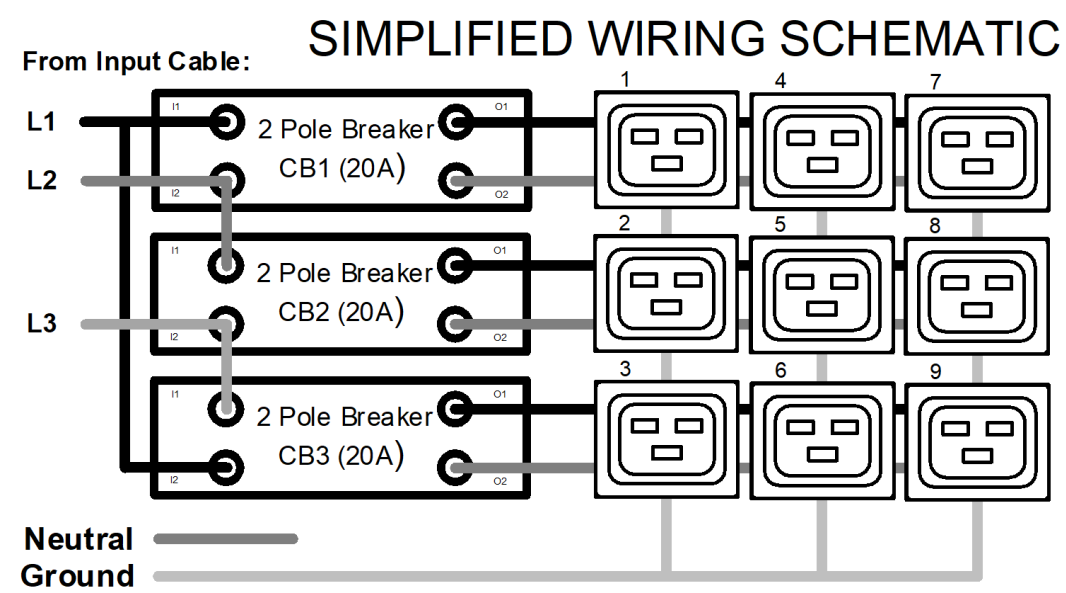 SIMPLIFIED WIRING SCHEMATIC
From Input Cable:
1 4 7
L1
I1 O1
2 Pole Breaker
CB1 (20A)
L2
I2 O2
2 5 8
I1 O1
2 Pole Breaker
CB2 (20A)
L3
I2 O2
3 6 9
I1 O1
2 Pole Breaker
CB3 (20A)
I2 O2
Neutral
Ground